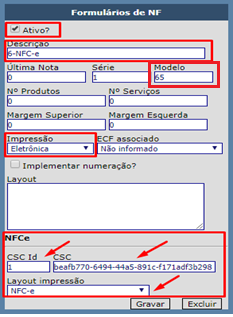 Formulários de NF
Ativo?
Descrição
6-NFC-e
Última Nota Série Modelo
0 1 65
Nº Produtos Nº Serviços
0 0
Margem Superior Margem Esquerda
0 0
Impressão ECF associado
Eletrônica Não informado
Implementar numeração?
Layout
NFCe
CSC Id CSC
1 beafb770-6494-44a5-891c-f171adf3b298
Layout impressão
NFC-e
Gravar Excluir